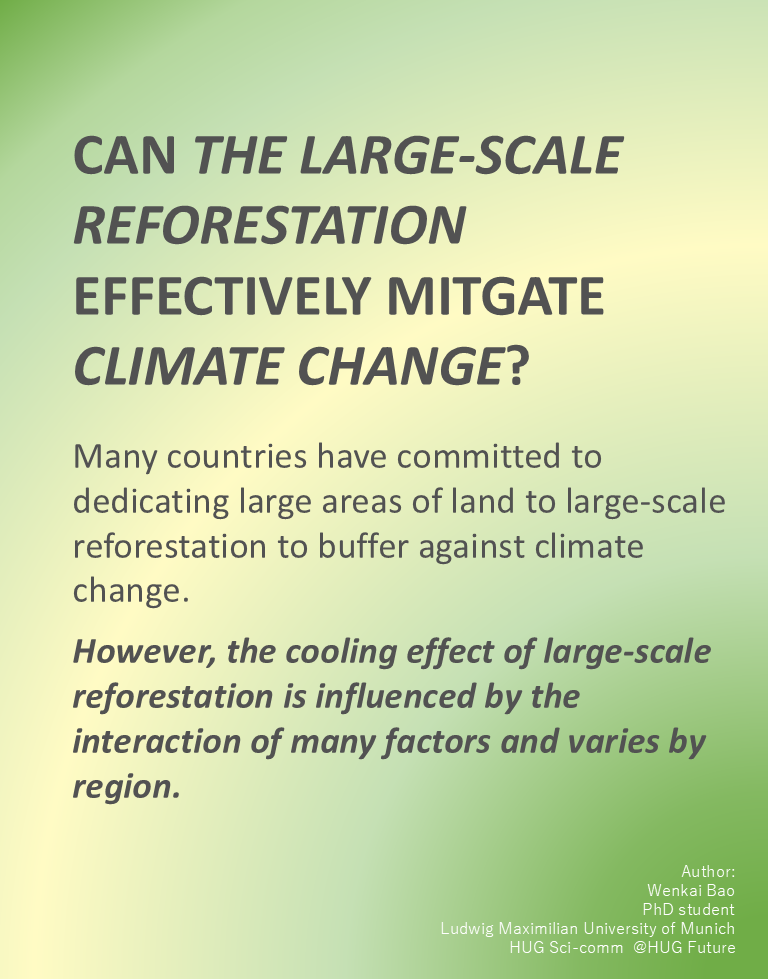 CAN THE LARGE-SCALE
REFORESTATION
EFFECTIVELY MITGATE
CLIMATE CHANGE?
Many countries have committed to
dedicating large areas of land to large-scale
reforestation to buffer against climate
change.
However, the cooling effect of large-scale
reforestation is influenced by the
interaction of many factors and varies by
region.
Author:
Wenkai Bao
PhD student
Ludwig Maximilian University of Munich
HUG Sci-comm @HUG Future